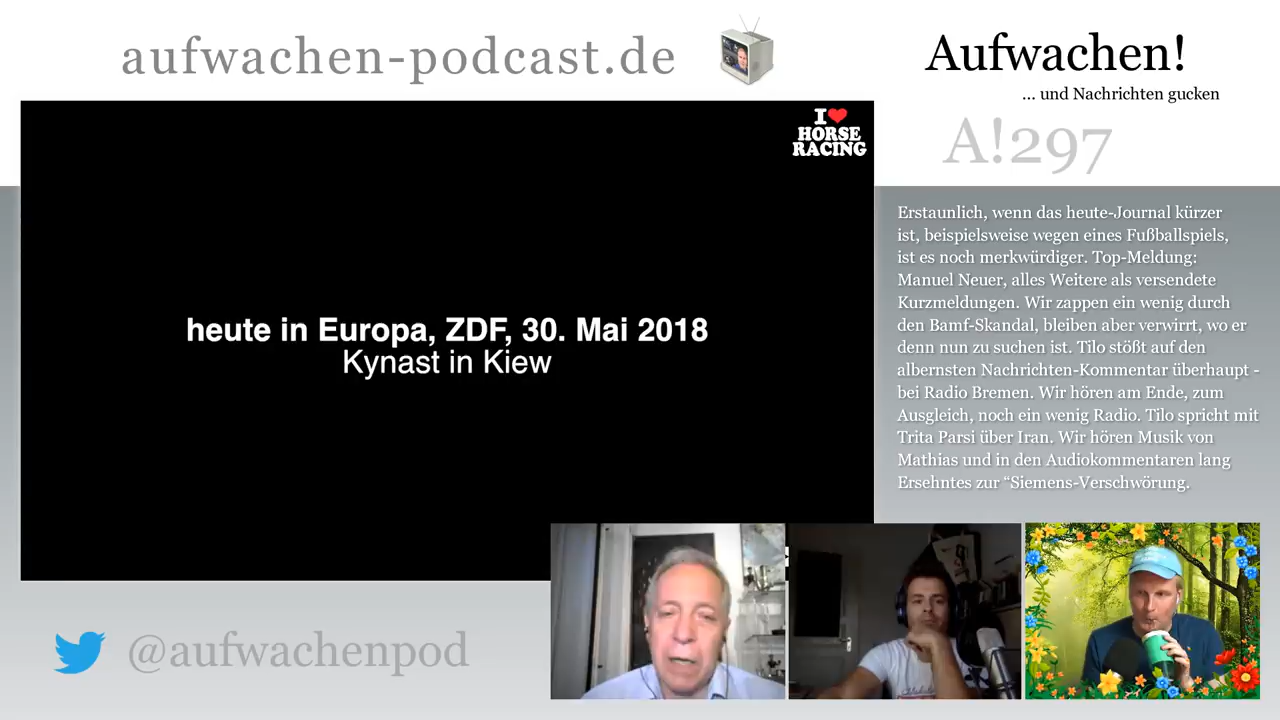 aufwachen-podcast.de
Aufwachen!
... und Nachrichten gucken
A!297
I
HORSE
RACING
heute in Europa, ZDF, 30. Mai 2018
Kynast in Kiew
Erstaunlich, wenn das heute-Journal kürzer
ist, beispielsweise wegen eines Fußballspiels,
ist es noch merkwürdiger. Top-Meldung:
Manuel Neuer, alles Weitere als versendete
Kurzmeldungen. Wir zappen ein wenig durch
den Bamf-Skandal, bleiben aber verwirrt, wo er
denn nun zu suchen ist. Tilo stößt auf den
albernsten Nachrichten-Kommentar überhaupt -
bei Radio Bremen. Wir hören am Ende, zum
Ausgleich, noch ein wenig Radio. Tilo spricht mit
Trita Parsi über Iran. Wir hören Musik von
Mathias und in den Audiokommentaren lang
Ersehntes zur “Siemens-Verschwörung.
@aufwachenpod